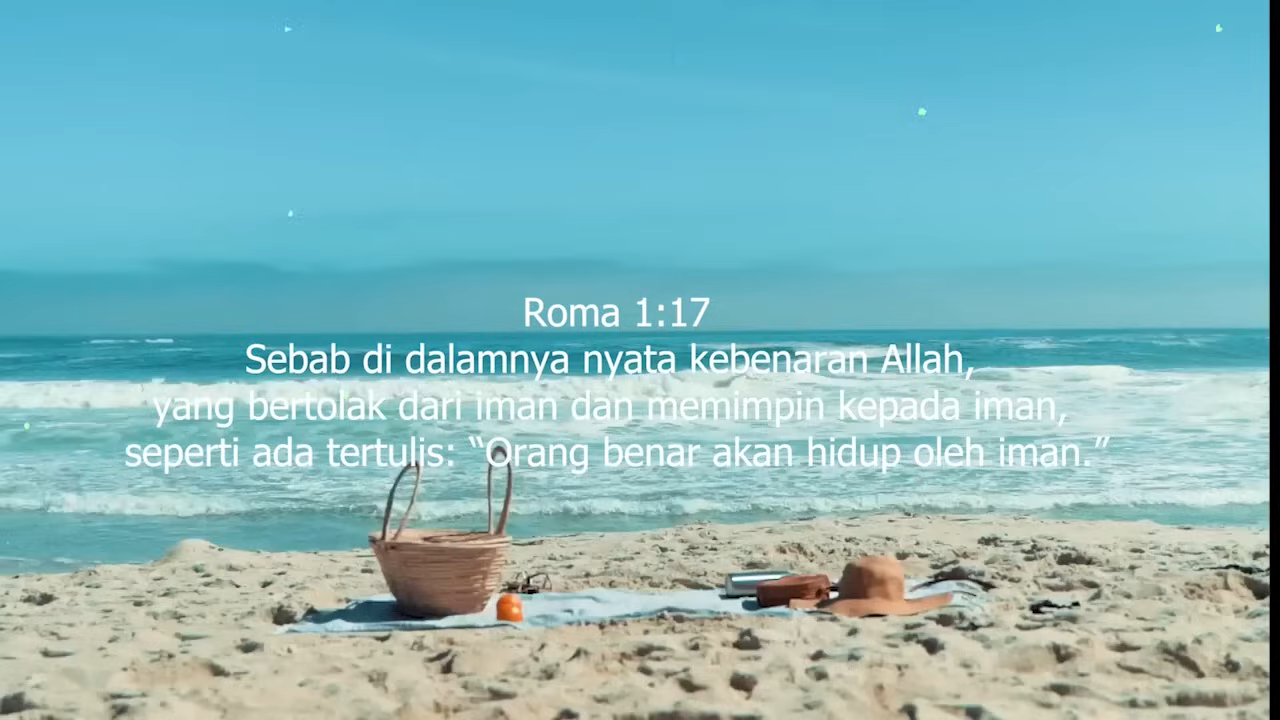 Roma 1:17
Sebab di dalamnya nyata kebenaran Allah,
yang bertolak dari iman dan memimpin kepada iman,
seperti ada tertulis: “Orang benar akan hidup oleh iman.”